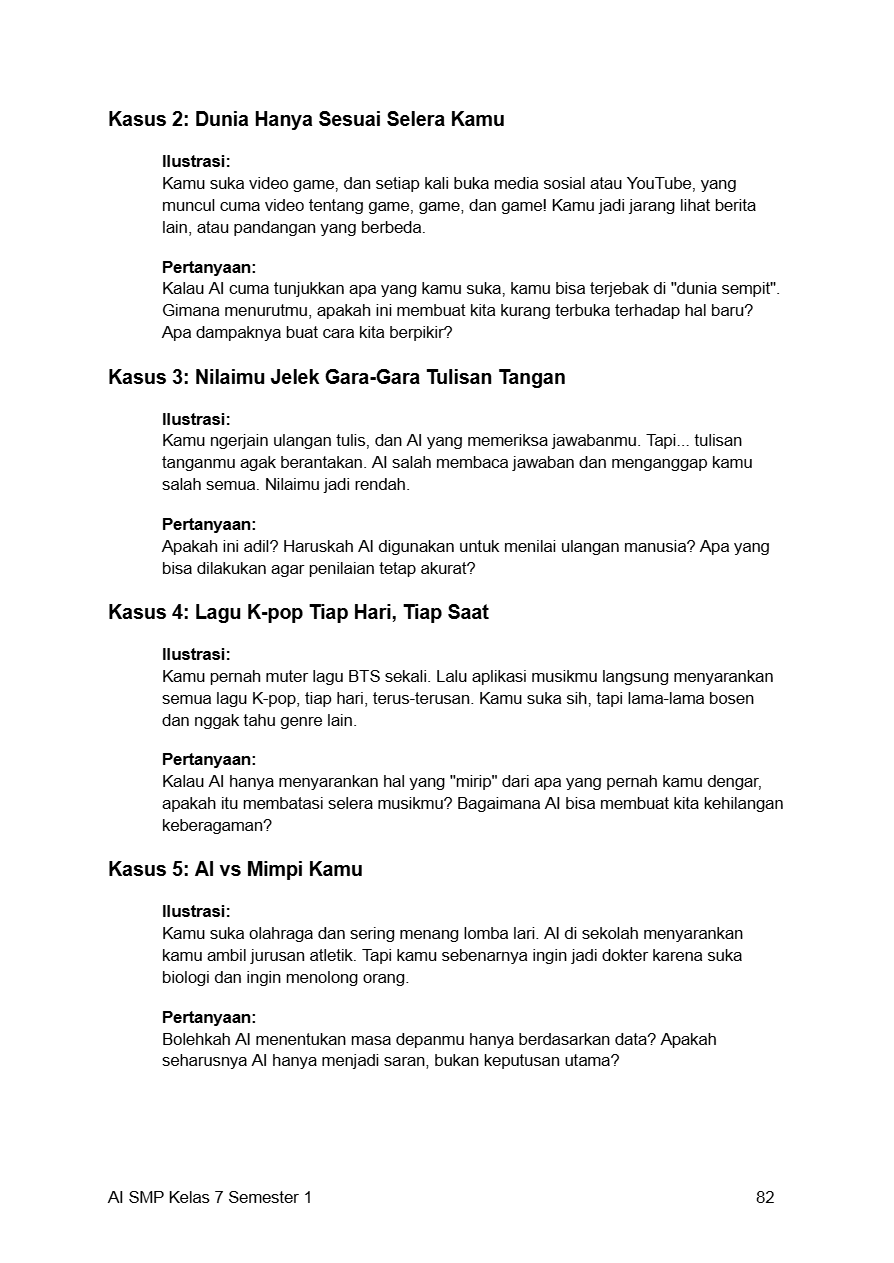 Kasus 2: Dunia Hanya Sesuai Selera Kamu
Ilustrasi:
Kamu suka video game, dan setiap kali buka media sosial atau YouTube, yang
muncul cuma video tentang game, game, dan game! Kamu jadi jarang lihat berita
lain, atau pandangan yang berbeda.
Pertanyaan:
Kalau AI cuma tunjukkan apa yang kamu suka, kamu bisa terjebak di "dunia sempit".
Gimana menurutmu, apakah ini membuat kita kurang terbuka terhadap hal baru?
Apa dampaknya buat cara kita berpikir?
Kasus 3: Nilaimu Jelek Gara-Gara Tulisan Tangan
Ilustrasi:
Kamu ngerjain ulangan tulis, dan AI yang memeriksa jawabanmu. Tapi... tulisan
tanganmu agak berantakan. AI salah membaca jawaban dan menganggap kamu
salah semua. Nilaimu jadi rendah.
Pertanyaan:
Apakah ini adil? Haruskah AI digunakan untuk menilai ulangan manusia? Apa yang
bisa dilakukan agar penilaian tetap akurat?
Kasus 4: Lagu K-pop Tiap Hari, Tiap Saat
Ilustrasi:
Kamu pernah muter lagu BTS sekali. Lalu aplikasi musikmu langsung menyarankan
semua lagu K-pop, tiap hari, terus-terusan. Kamu suka sih, tapi lama-lama bosen
dan nggak tahu genre lain.
Pertanyaan:
Kalau AI hanya menyarankan hal yang "mirip" dari apa yang pernah kamu dengar,
apakah itu membatasi selera musikmu? Bagaimana AI bisa membuat kita kehilangan
keberagaman?
Kasus 5: AI vs Mimpi Kamu
Ilustrasi:
Kamu suka olahraga dan sering menang lomba lari. AI di sekolah menyarankan
kamu ambil jurusan atletik. Tapi kamu sebenarnya ingin jadi dokter karena suka
biologi dan ingin menolong orang.
Pertanyaan:
Bolehkah AI menentukan masa depanmu hanya berdasarkan data? Apakah
seharusnya AI hanya menjadi saran, bukan keputusan utama?
AI SMP Kelas 7 Semester 1 82